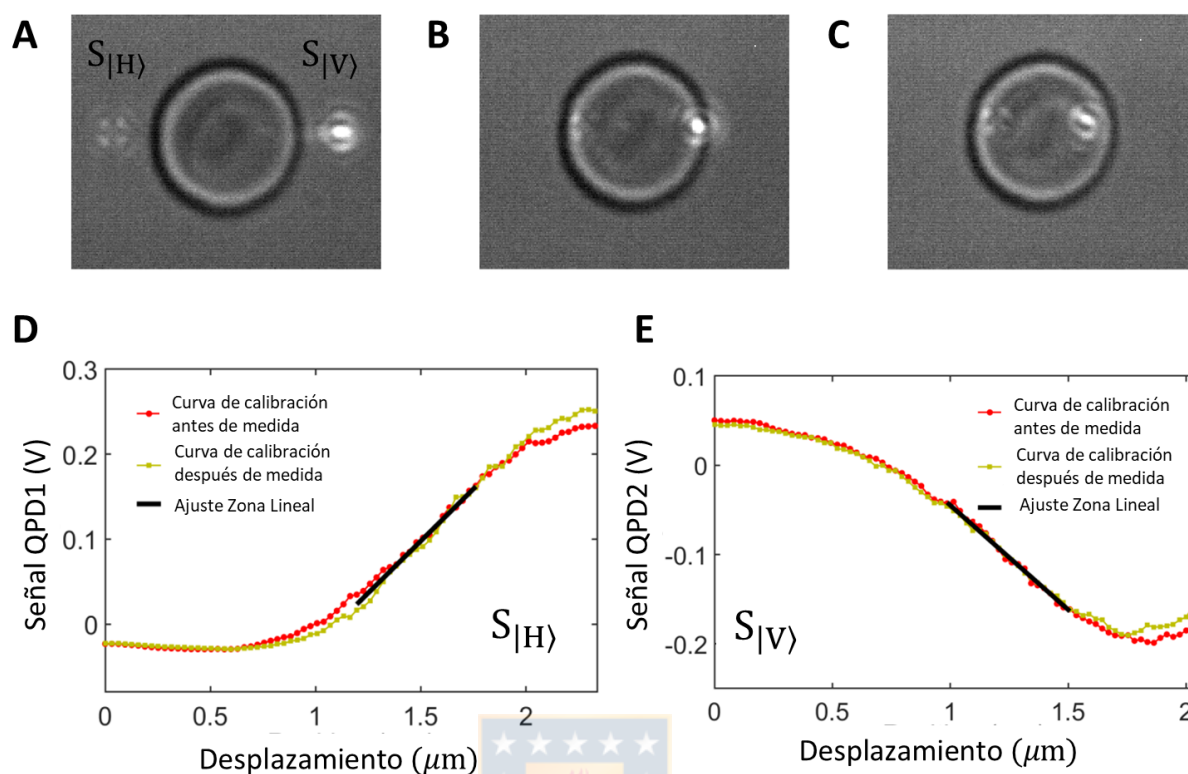 A
B
C
S|H⟩
S|V⟩
D
E
0.3
0.2
0.1
0
Señal QPD1 (V)
Curva de calibración
antes de medida
Curva de calibración
después de medida
Ajuste Zona Lineal
S|H⟩
0
0.5
1
1.5
2
Desplazamiento (μm)
0.1
0
-0.1
-0.2
Señal QPD2 (V)
Curva de calibración
antes de medida
Curva de calibración
después de medida
Ajuste Zona Lineal
S|V⟩
0
0.5
1
1.5
2
Desplazamiento (μm)